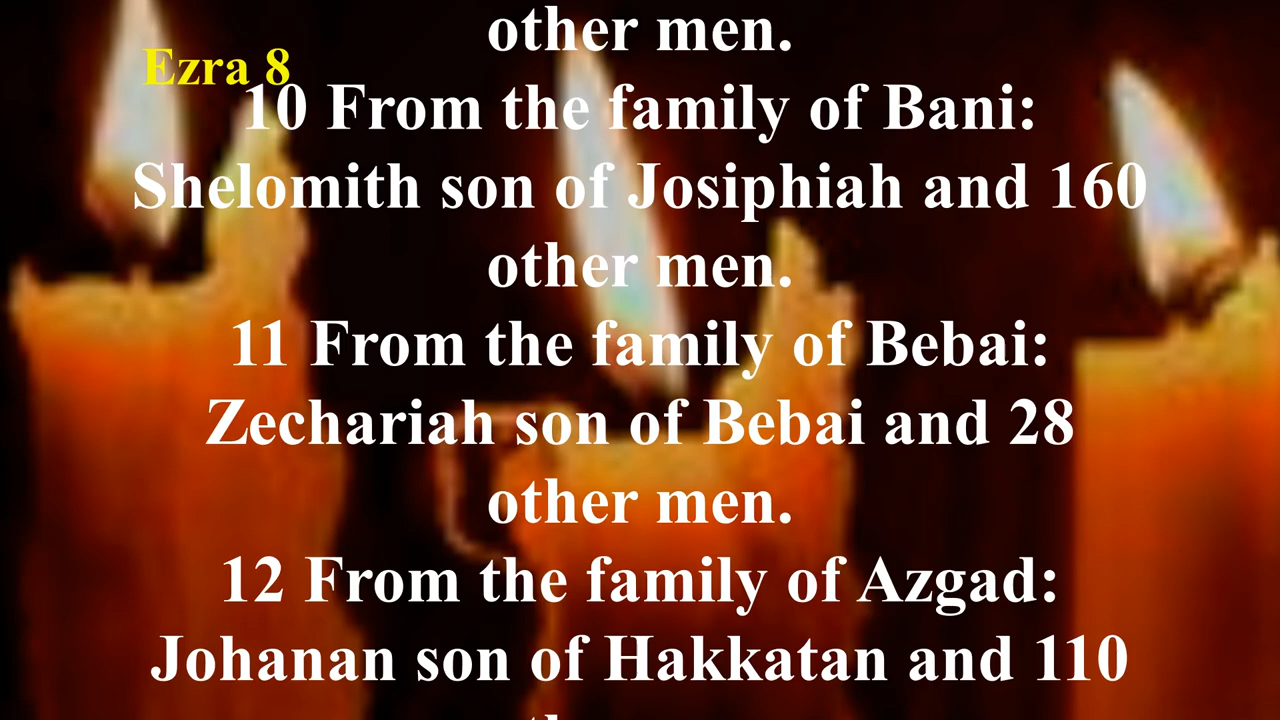 other men.
Ezra 8
10 From the family of Bani:
Shelomith son of Josiphiah and 160
other men.
11 From the family of Bebai:
Zechariah son of Bebai and 28
other men.
12 From the family of Azgad:
Johanan son of Hakkatan and 110